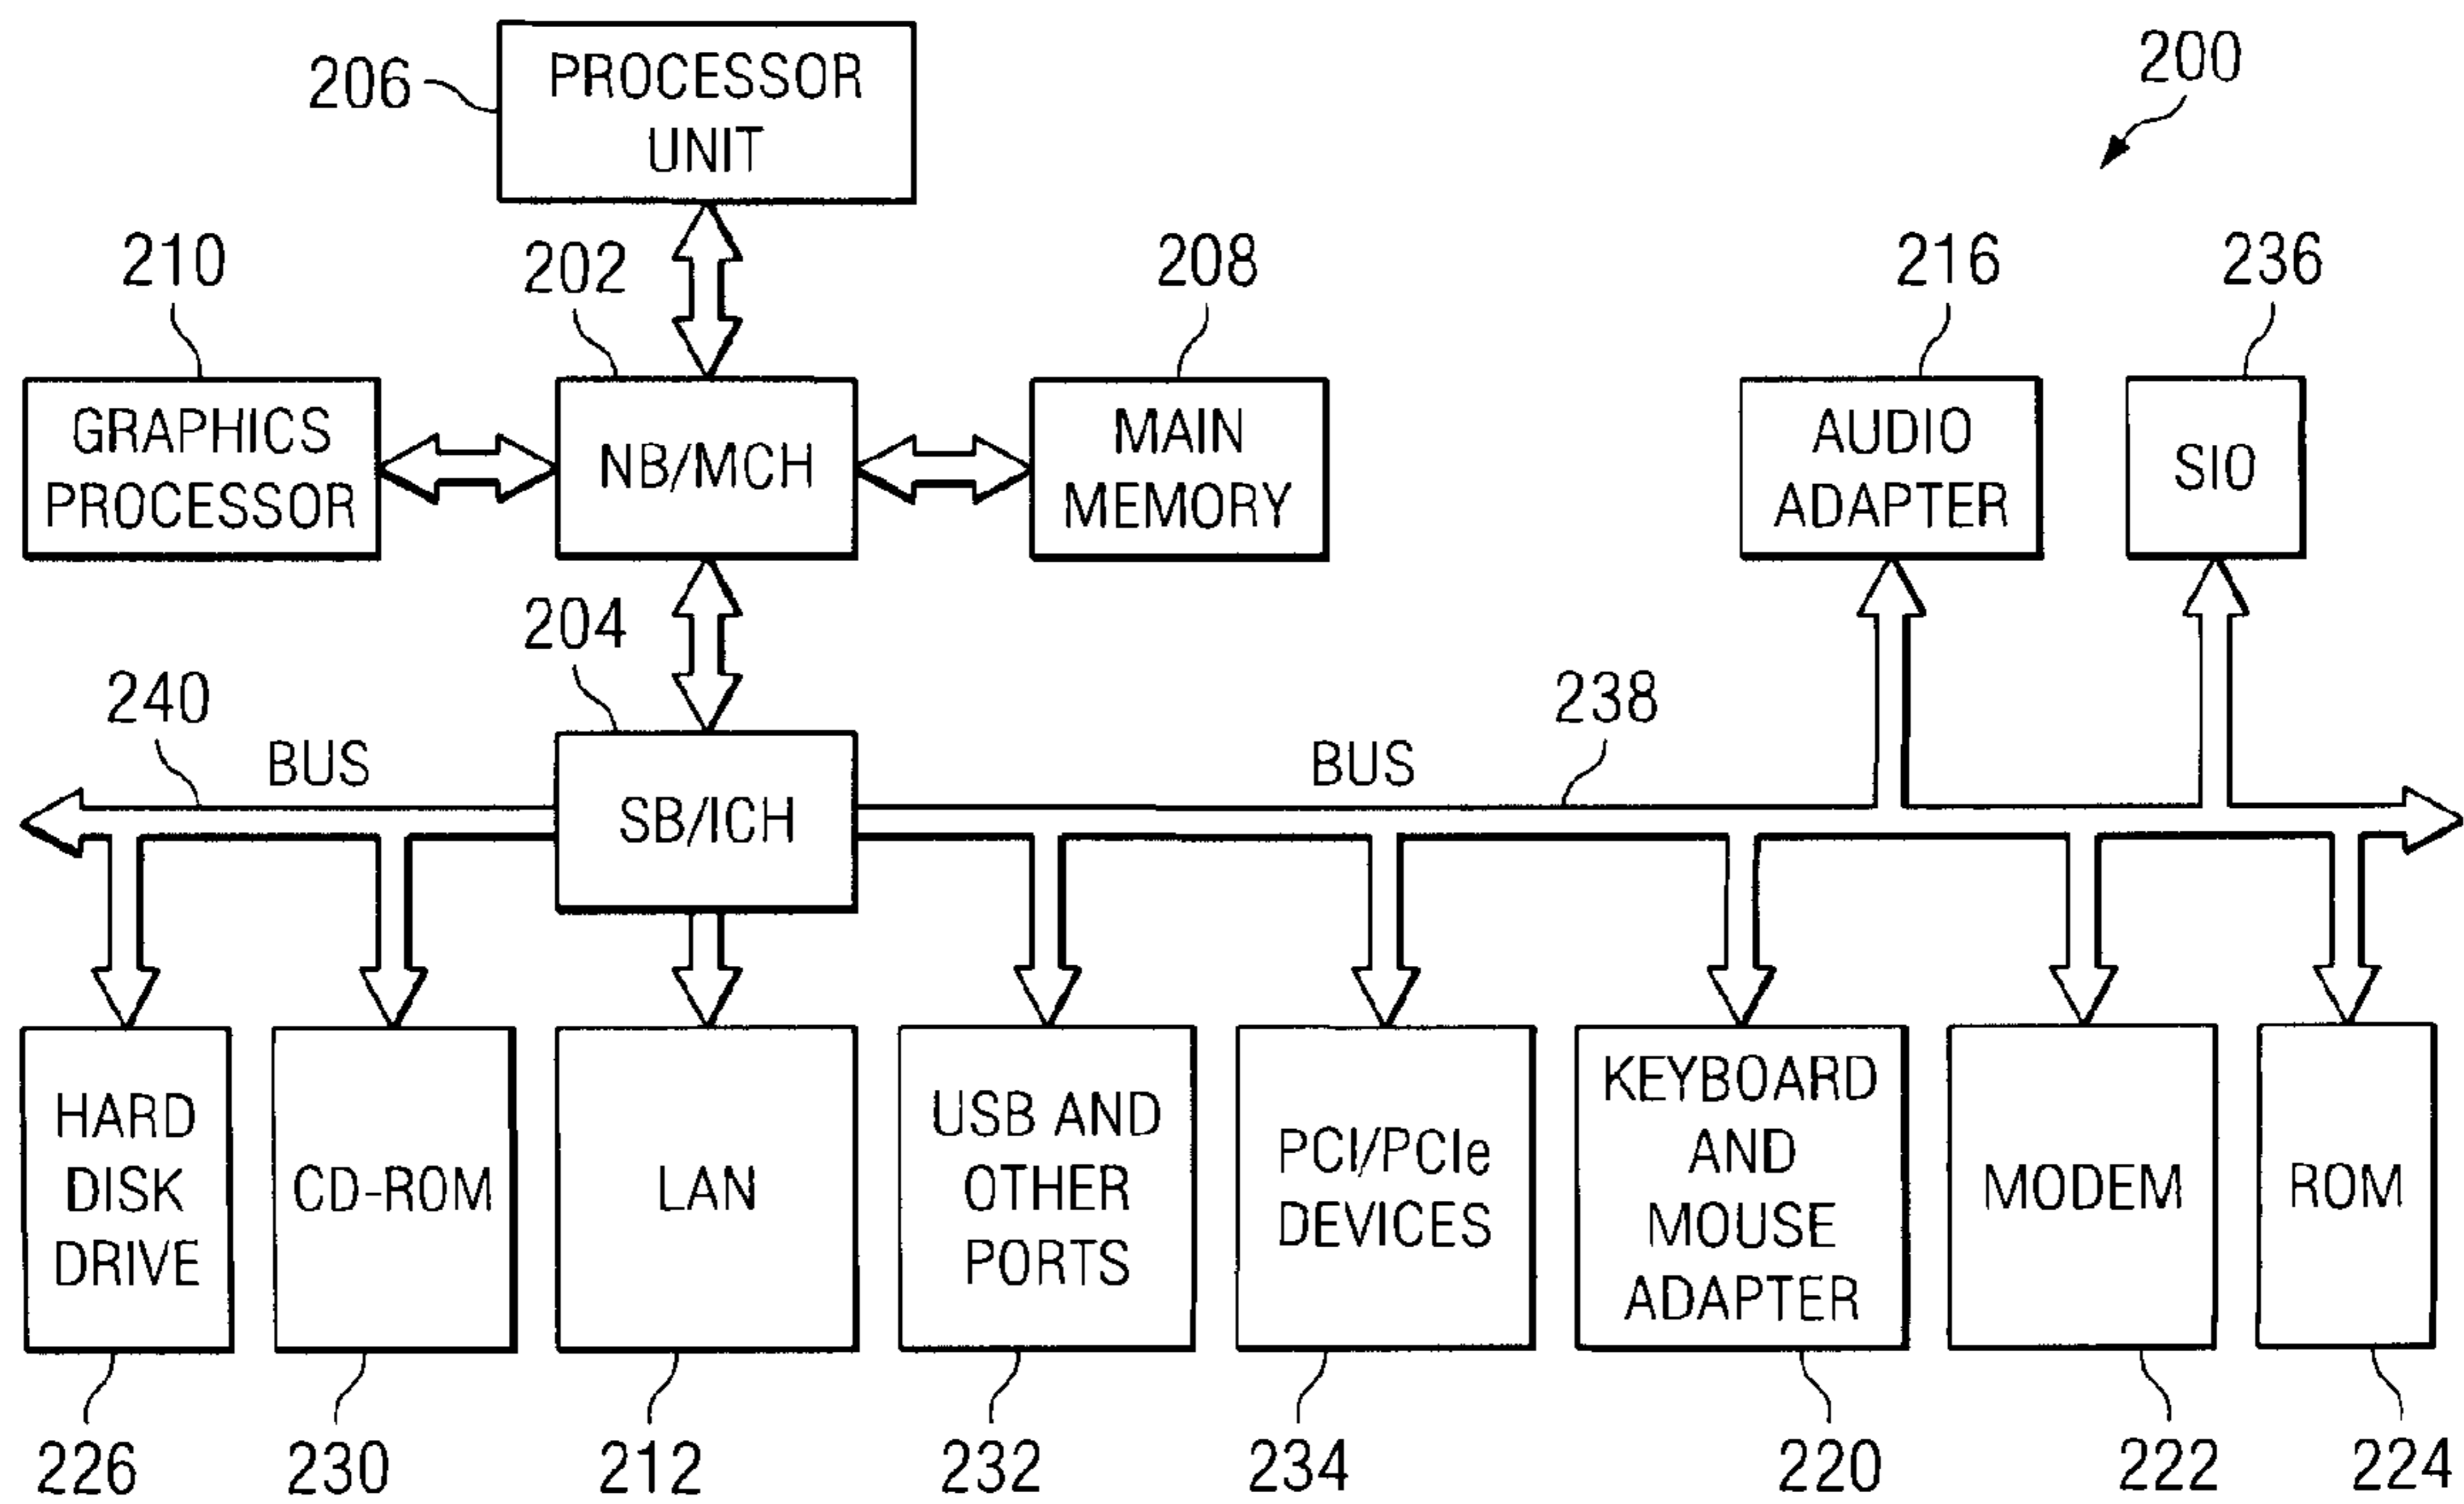 206
PROCESSOR
UNIT
200
210
202
208
216
236
GRAPHICS
PROCESSOR
NB/MCH
MAIN
MEMORY
AUDIO
ADAPTER
SIO
204
240
BUS
238
BUS
SB/ICH
HARD
DISK
DRIVE
CD-ROM
LAN
USB AND
OTHER
PORTS
PCI/PCIe
DEVICES
KEYBOARD
AND
MOUSE
ADAPTER
MODEM
ROM
226
230
212
232
234
220
222
224